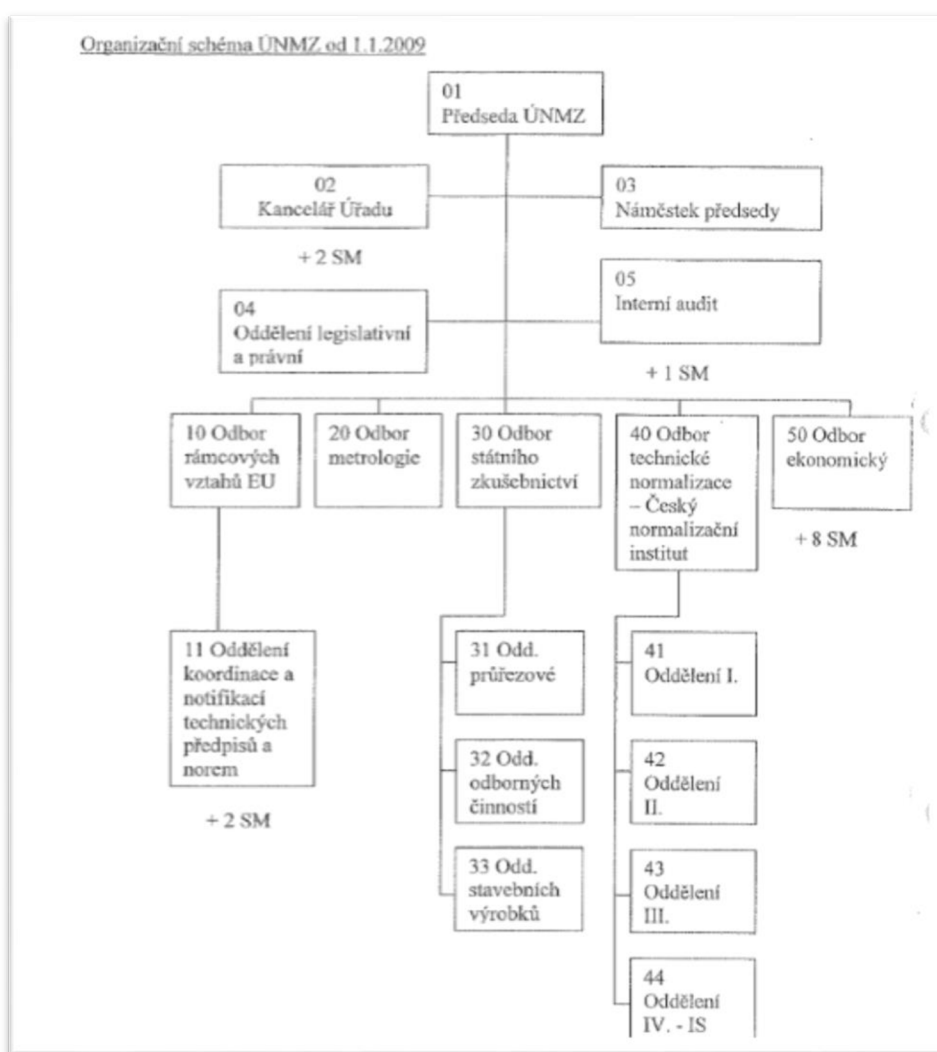 Organizační schéma ÚNMZ od 1.1.2009
01
Předseda ÚNMZ
02
Kancelář Úřadu
+ 2 SM
03
Náměstek předsedy
04
Oddělení legislativní
a právní
05
Interní audit
+ 1 SM
10 Odbor
rámcových
vztahů EU
20 Odbor
metrologie
30 Odbor
státního
zkušebnictví
40 Odbor
technické
normalizace
– Český
normalizační
institut
50 Odbor
ekonomický
+ 8 SM
11 Oddělení
koordinace a
notifikací
technických
předpisů a
norem
+ 2 SM
31 Odd.
průřezové
32 Odd.
odborných
činností
33 Odd.
stavebních
výrobků
41
Oddělení I.
42
Oddělení
II.
43
Oddělení
III.
44
Oddělení
IV. - IS